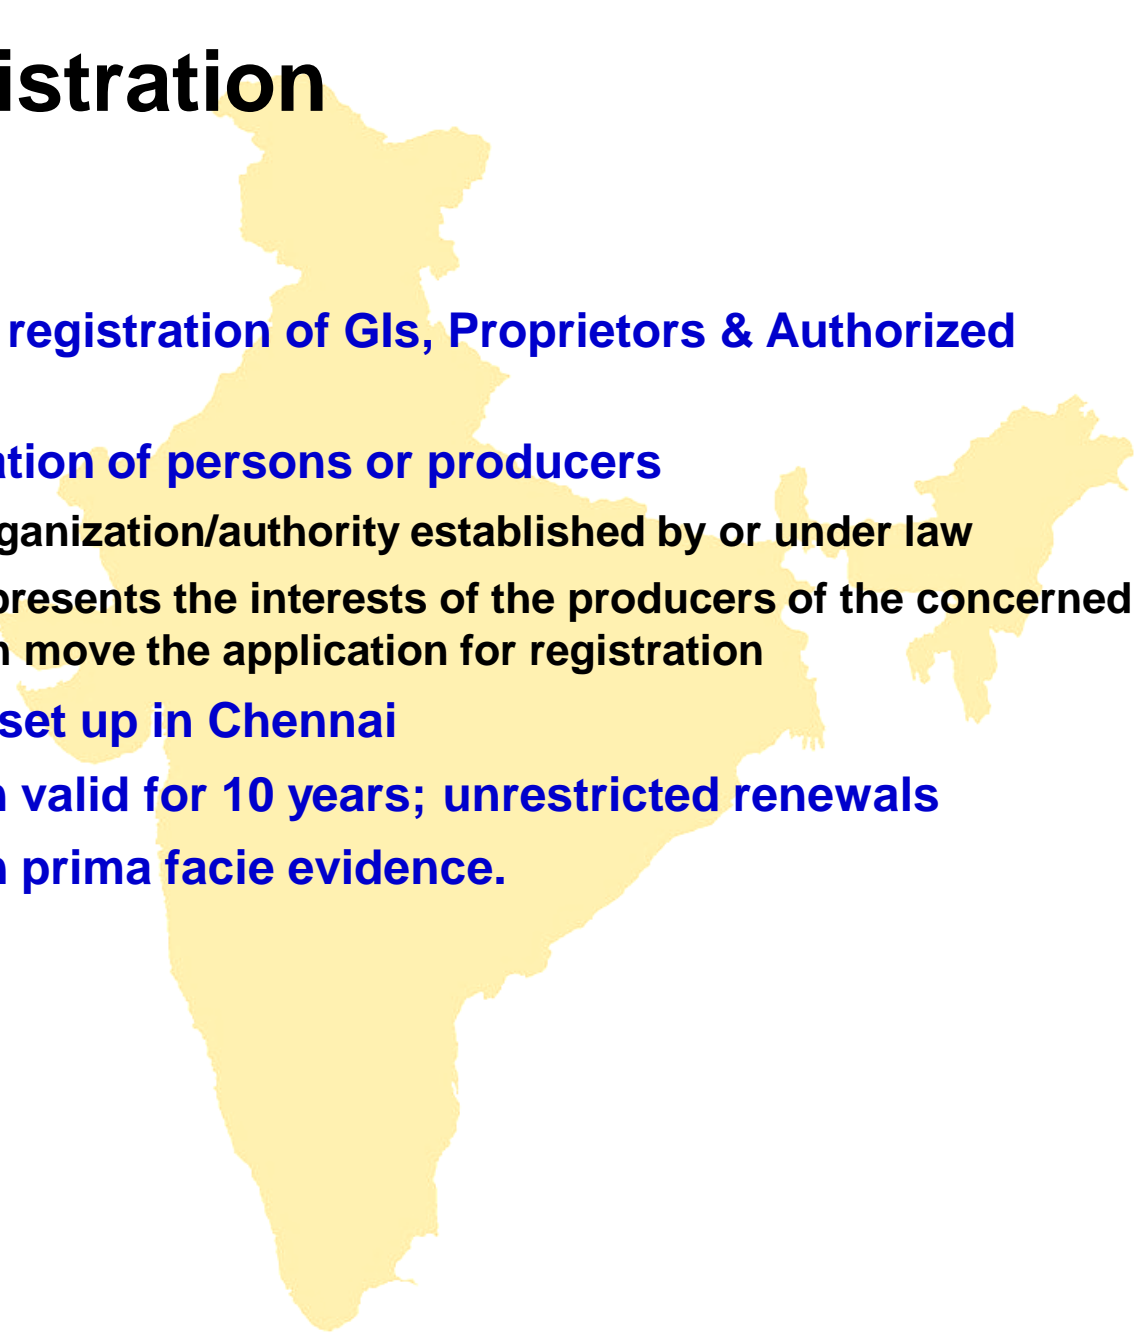 istration
registration of GIs, Proprietors & Authorized
ation of persons or producers
ganization/authority established by or under law
presents the interests of the producers of the concerned
n move the application for registration
set up in Chennai
n valid for 10 years; unrestricted renewals
n prima facie evidence.